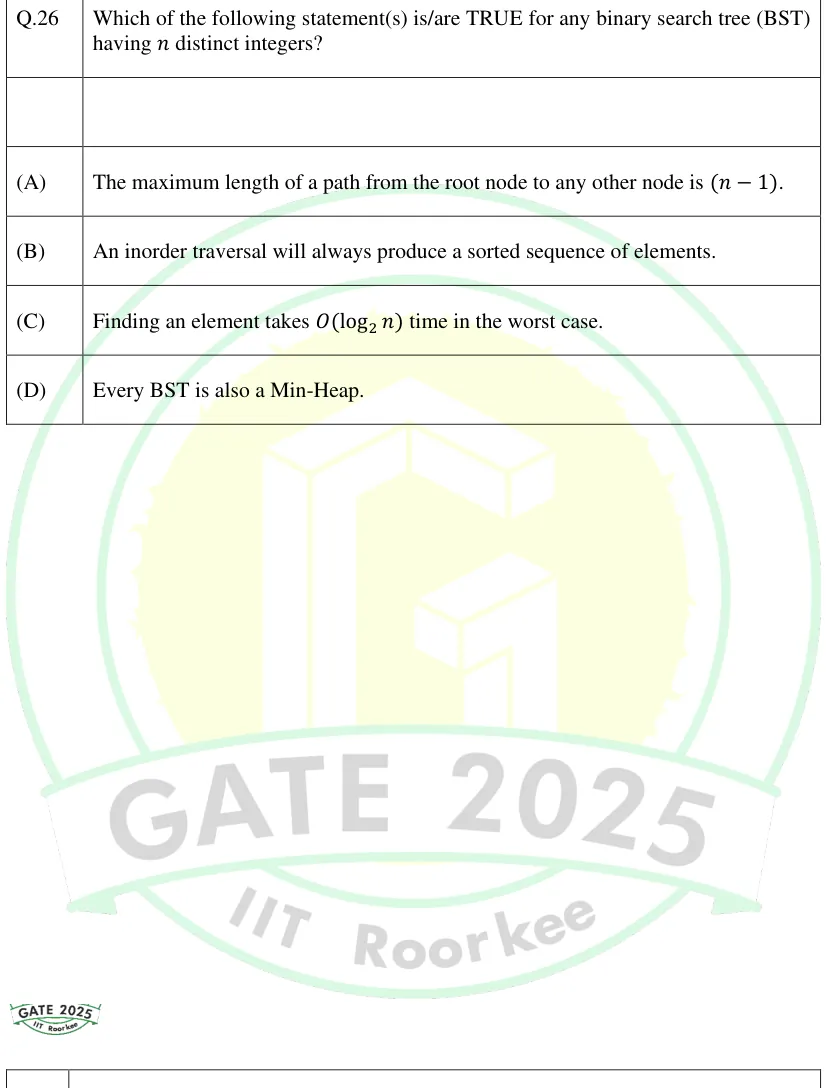 Q.26 Which of the following statement(s) is/are TRUE for any binary search tree (BST)
having n distinct integers?
(A) The maximum length of a path from the root node to any other node is (n − 1).
(B) An inorder traversal will always produce a sorted sequence of elements.
(C) Finding an element takes O(log₂ n) time in the worst case.
(D) Every BST is also a Min-Heap.
GATE 2025
IIT Roorkee
GATE 2025
IIT Roorkee